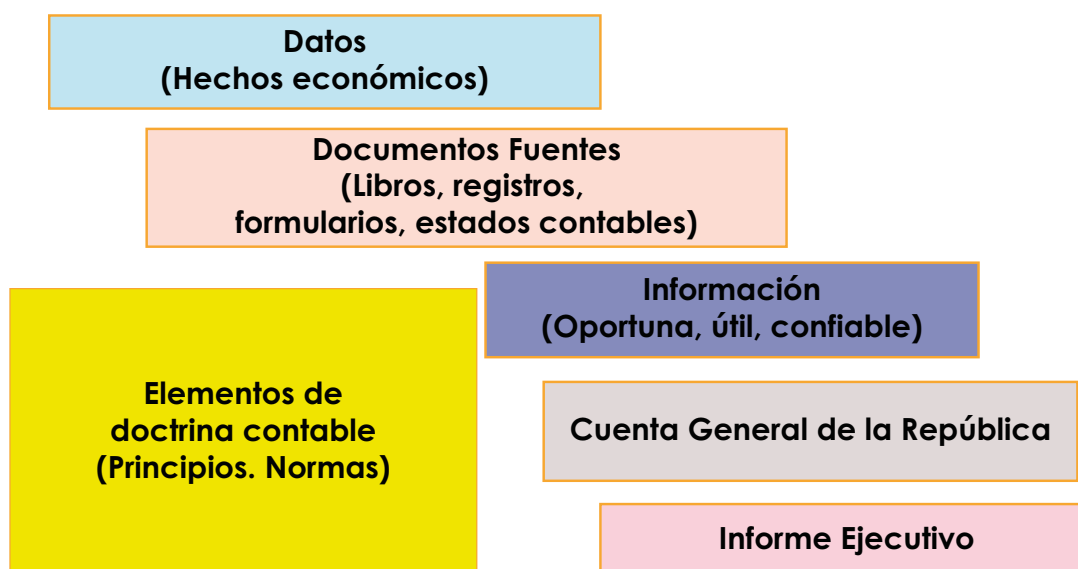 Datos
(Hechos económicos)
Documentos Fuentes
(Libros, registros,
formularios, estados contables)
Información
(Oportuna, útil, confiable)
Elementos de
doctrina contable
(Principios. Normas)
Cuenta General de la República
Informe Ejecutivo